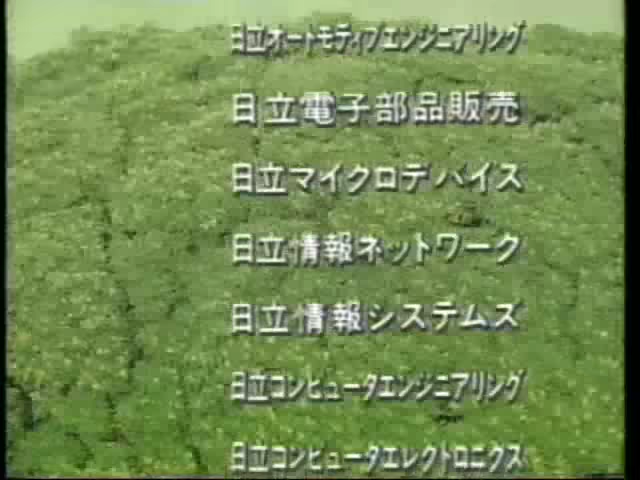 日立オートモティブエンジニアリング
日立電子部品販売
日立マイクロデバイス
日立情報ネットワーク
日立情報システムズ
日立コンピュータエンジニアリング
日立コンピュータエレクトロニクス